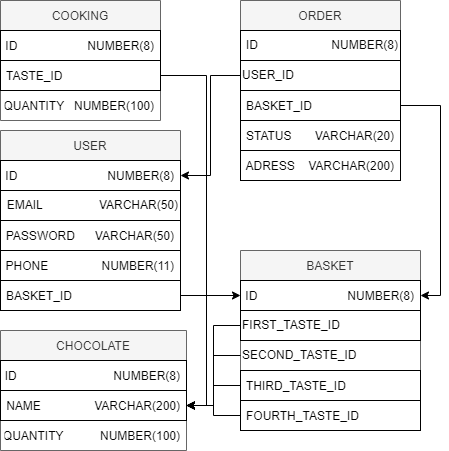 COOKING
ID NUMBER(8)
TASTE_ID
QUANTITY NUMBER(100)
USER
ID NUMBER(8)
EMAIL VARCHAR(50)
PASSWORD VARCHAR(50)
PHONE NUMBER(11)
BASKET_ID
CHOCOLATE
ID NUMBER(8)
NAME VARCHAR(200)
QUANTITY NUMBER(100)
ORDER
ID NUMBER(8)
USER_ID
BASKET_ID
STATUS VARCHAR(20)
ADRESS VARCHAR(200)
BASKET
ID NUMBER(8)
FIRST_TASTE_ID
SECOND_TASTE_ID
THIRD_TASTE_ID
FOURTH_TASTE_ID